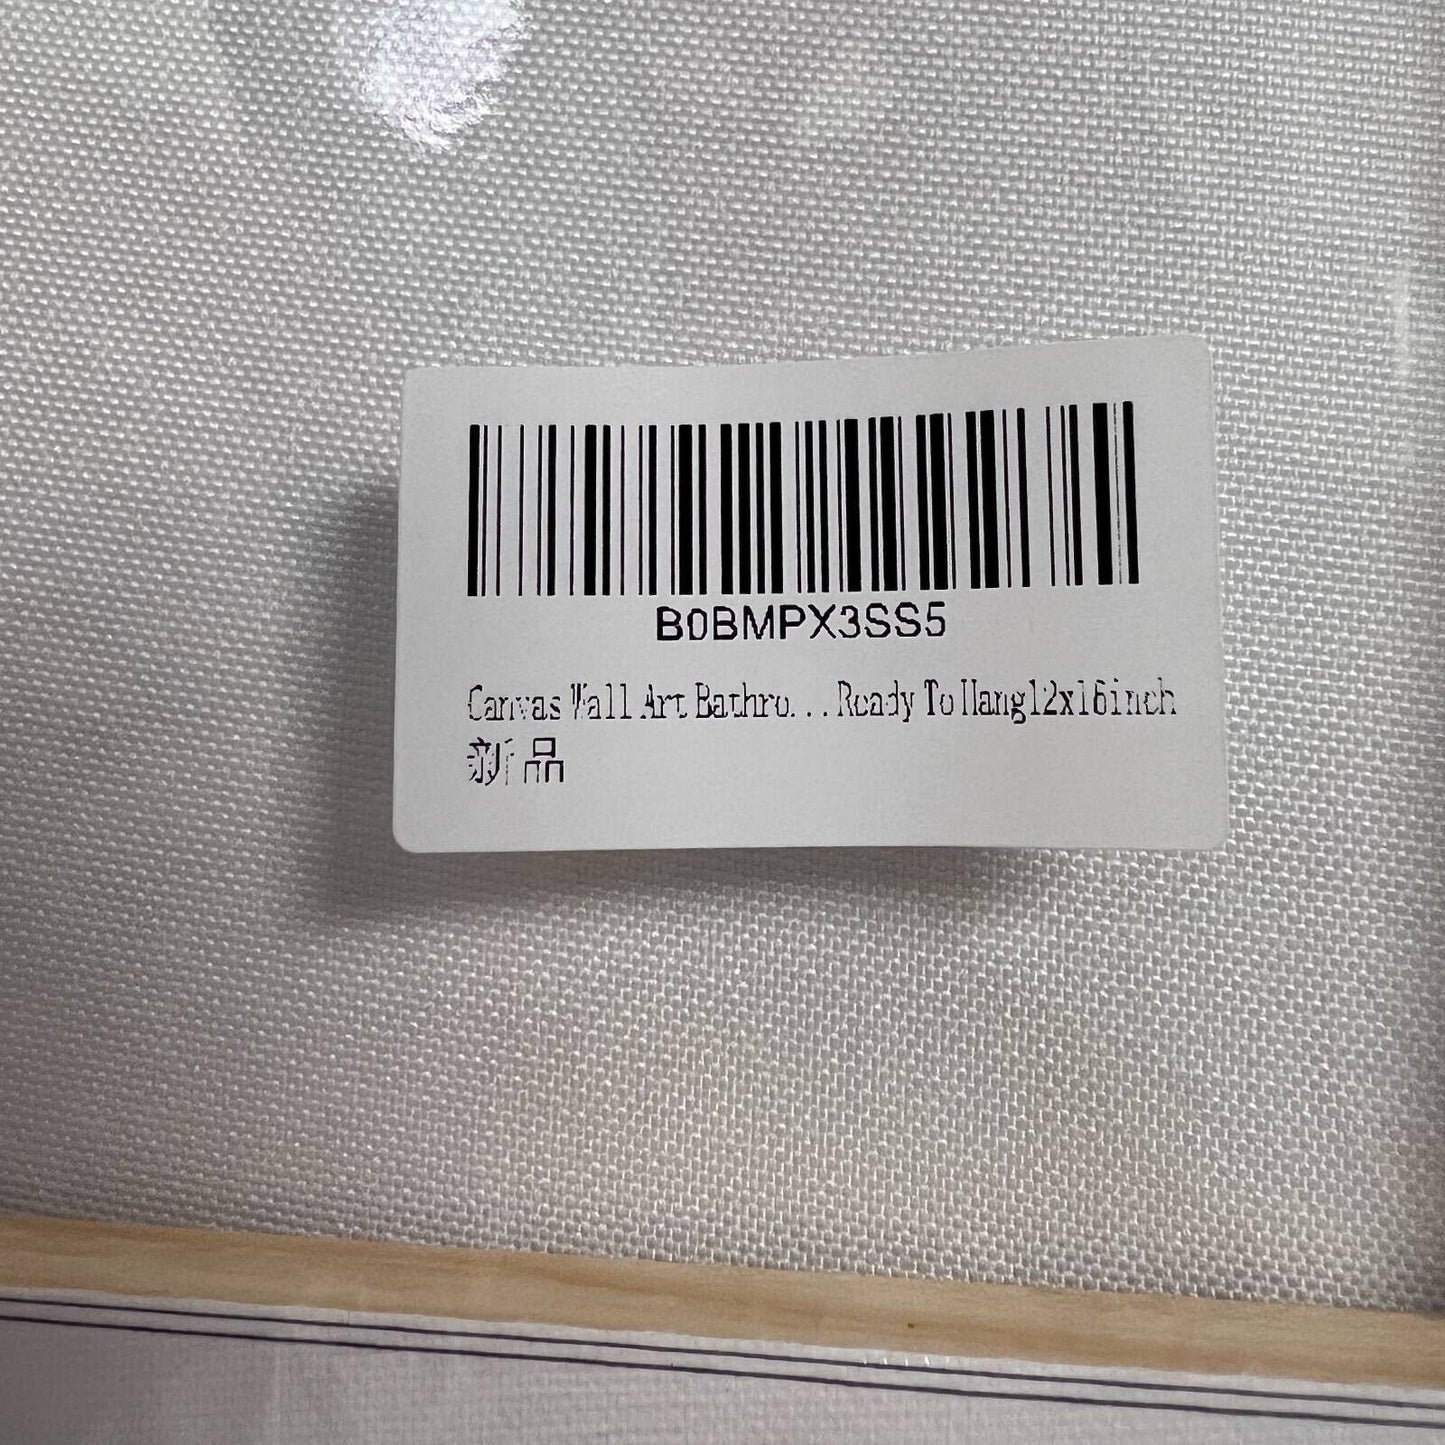 B0BMPX3SS5
Canvas Wall Art Bathro...Ready To Hang12x16inch
新品